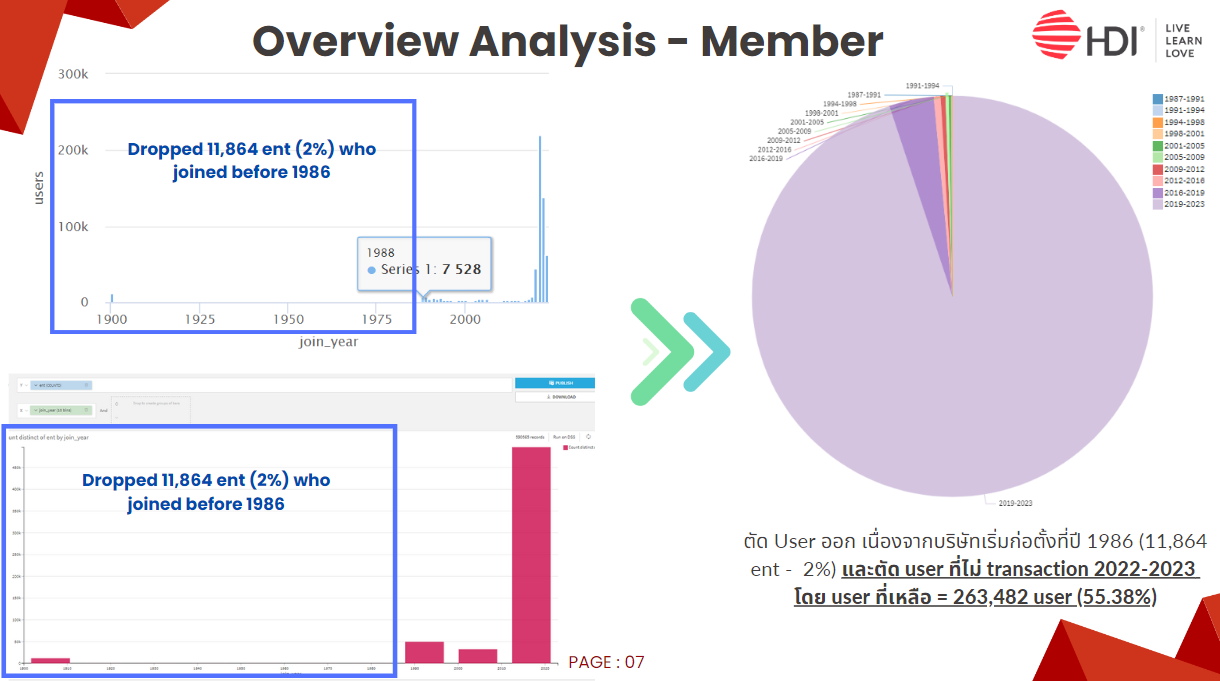 Overview Analysis - Member
HDI
LIVE
LEARN
LOVE
300k
200k
100k
0
users
Dropped 11,864 ent (2%) who
joined before 1986
1988
Series 1: 7 528
1900
1925
1950
1975
2000
join_year
PUBLISH
DOWNLOAD
Run on ESG
Dropped 11,864 ent (2%) who
joined before 1986
1991-1994
1987-1991
1994-1998
1998-2001
2001-2005
2005-2009
2009-2012
2012-2016
2016-2019
2019-2023
1987-1991
1991-1994
1994-1998
1998-2001
2001-2005
2005-2009
2009-2012
2012-2016
2016-2019
2019-2023
ตัด User ออก เนื่องจากบริษัทเริ่มก่อตั้งที่ปี 1986 (11,864
ent - 2%) และตัด user ที่ไม่ transaction 2022-2023
โดย user ที่เหลือ = 263,482 user (55.38%)
PAGE : 07